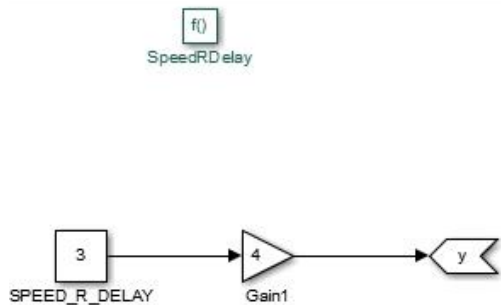 f()
SpeedRDelay
3
4
y
SPEED_R_DELAY
Gain1